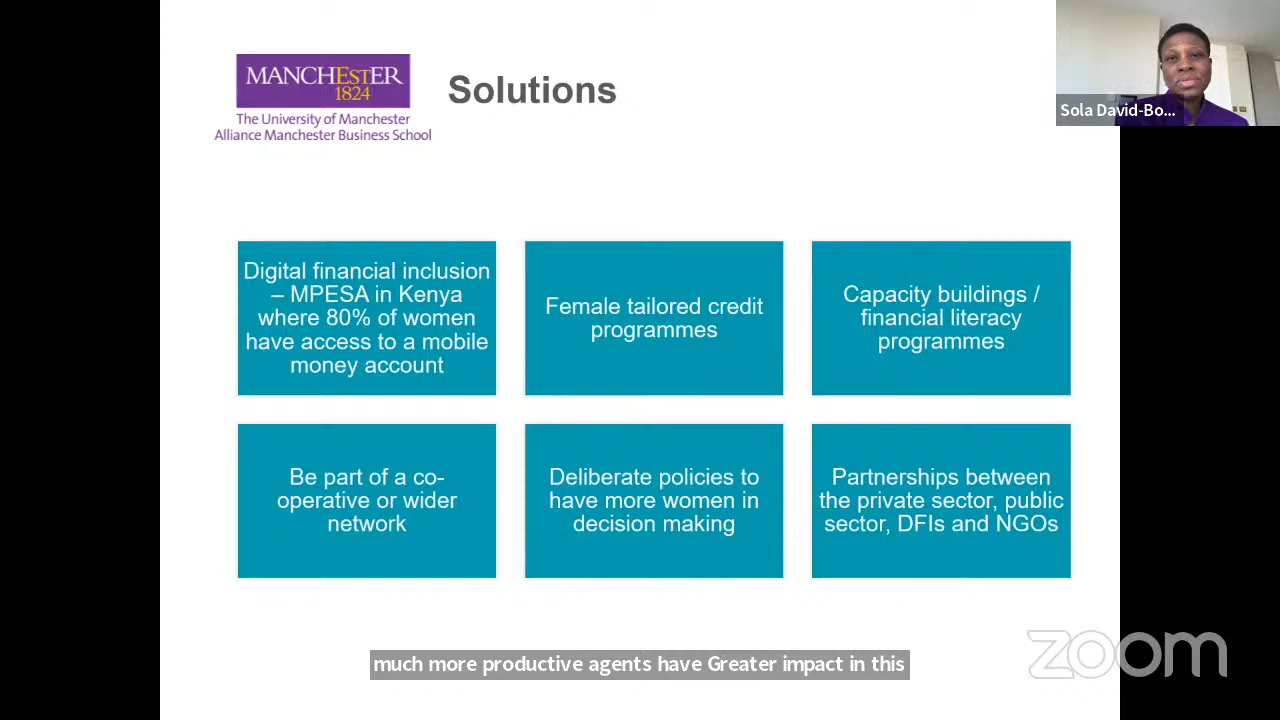 MANCHESTER
1824
The University of Manchester
Alliance Manchester Business School
Solutions
Sola David-Bo...
Digital financial inclusion
– MPESA in Kenya
where 80% of women
have access to a mobile
money account
Female tailored credit
programmes
Capacity buildings /
financial literacy
programmes
Be part of a co-
operative or wider
network
Deliberate policies to
have more women in
decision making
Partnerships between
the private sector, public
sector, DFIs and NGOs
much more productive agents have Greater impact in this
zoom